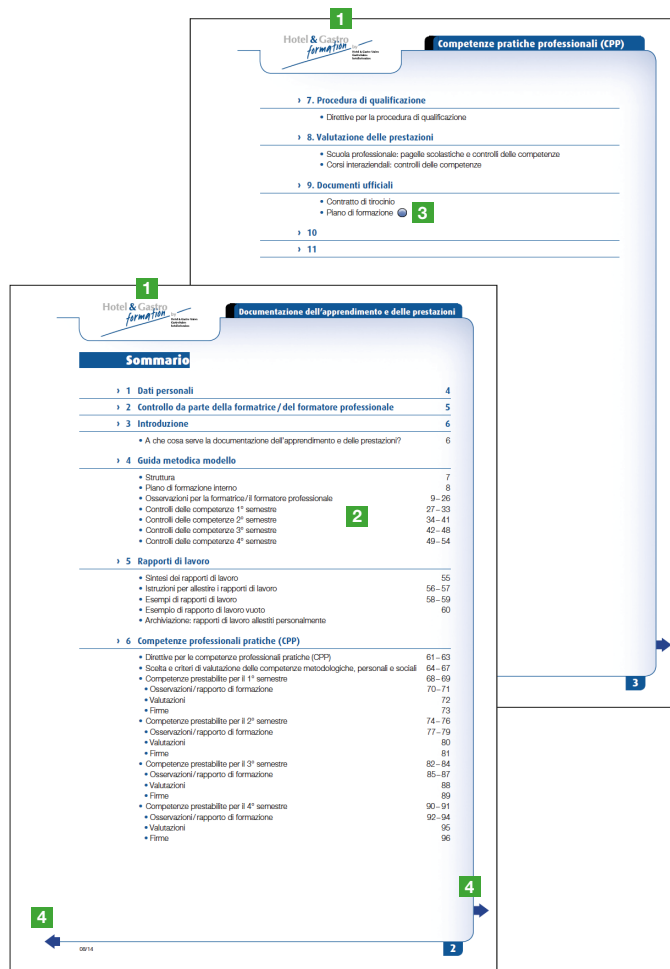 1
Hotel & Gastro
formation
Competenze pratiche professionali (CPP)
› 7. Procedura di qualificazione
• Direttive per la procedura di qualificazione
› 8. Valutazione delle prestazioni
• Scuola professionale: pagelle scolastiche e controlli delle competenze
• Corsi interaziendali: controlli delle competenze
› 9. Documenti ufficiali
• Contratto di tirocinio
• Piano di formazione 3
› 10
› 11
3
1
Hotel & Gastro
formation
Documentazione dell'apprendimento e delle prestazioni
Sommario
› 1 Dati personali 4
› 2 Controllo da parte della formatrice / del formatore professionale 5
› 3 Introduzione 6
• A che cosa serve la documentazione dell'apprendimento e delle prestazioni? 6
› 4 Guida metodica modello
• Struttura 7
• Piano di formazione interno 8
• Osservazioni per la formatrice/il formatore professionale 9–26
• Controlli delle competenze 1° semestre 27–33
2
• Controlli delle competenze 2° semestre 34–41
• Controlli delle competenze 3° semestre 42–48
• Controlli delle competenze 4° semestre 49–54
› 5 Rapporti di lavoro
• Sintesi dei rapporti di lavoro 55
• Istruzioni per allestire i rapporti di lavoro 56–57
• Esempi di rapporti di lavoro 58–59
• Esempio di rapporto di lavoro vuoto 60
• Archiviazione: rapporti di lavoro allestiti personalmente
› 6 Competenze professionali pratiche (CPP)
• Direttive per le competenze professionali pratiche (CPP) 61–63
• Scelta e criteri di valutazione delle competenze metodologiche, personali e sociali 64–67
• Competenze prestabilite per il 1° semestre 68–69
• Osservazioni/rapporto di formazione 70–71
• Valutazioni 72
• Firme 73
• Competenze prestabilite per il 2° semestre 74–76
• Osservazioni/rapporto di formazione 77–79
• Valutazioni 80
• Firme 81
• Competenze prestabilite per il 3° semestre 82–84
• Osservazioni/rapporto di formazione 85–87
• Valutazioni 88
• Firme 89
• Competenze prestabilite per il 4° semestre 90–91
• Osservazioni/rapporto di formazione 92–94
• Valutazioni 95
• Firme 96
4
4
08/14
2